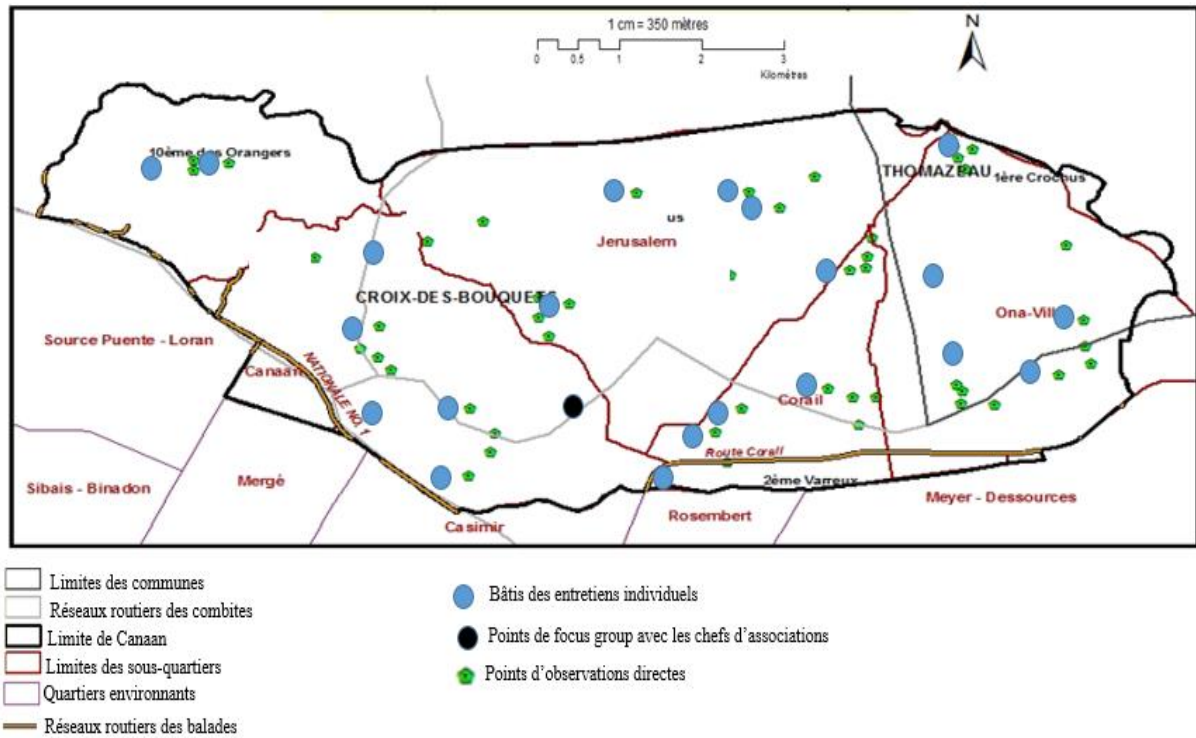 1 cm = 350 mètres
N
0 0.5 1 2 3
Kilomètres
10ème des Orangers
THOMAZEAU
1ère Crochus
us
Jerusalem
CROIX-DES-BOUQUETS
Ona-Vill
Source Puente - Loran
Canaan
NATIONALE NO. 1
Corail
Route Corail
Mergé
Sibais - Binadon
2ème Varreux
Meyer - Dessources
Rosembert
Casimir
Limites des communes
Réseaux routiers des combites
Limite de Canaan
Limites des sous-quartiers
Quartiers environnants
Réseaux routiers des balades
Bâtis des entretiens individuels
Points de focus group avec les chefs d’associations
Points d’observations directes